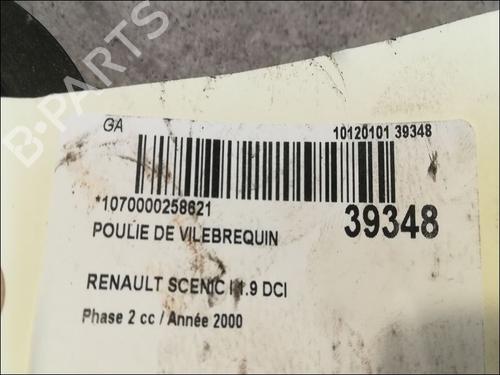 B-PARTS
GA
10120101 39348
*1070000258621
39348
POULIE DE VILEBREQUIN
RENAULT SCENIC I 1.9 DCI
Phase 2 cc / Année 2000